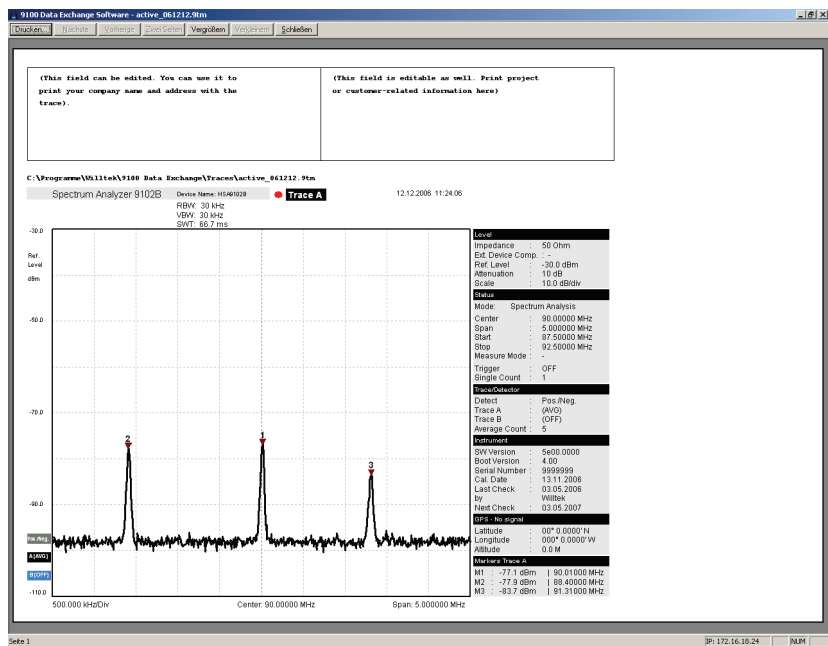 9100 Data Exchange Software - active_061212.9tm
Drucken... Nächste Vorherige Zwei Seiten Vergrößern Verkleinern Schließen
(This field can be edited. You can use it to
print your company name and address with the
trace).
(This field is editable as well. Print project
or customer-related information here)
C:\Programme\Willtek\9100 Data Exchange\Traces\active_061212.9tm
Spectrum Analyzer 9102B Device Name: HSA9102B Trace A 12.12.2006 11:24:06
RBW: 30 kHz
VBW: 30 kHz
SWT: 66.7 ms
-30.0
Ref.
Level
dBm
-50.0
-70.0
-90.0
Pos./Neg.
A(AVG)
B(OFF)
-110.0
2
1
3
500.000 kHz/Div Center: 90.00000 MHz Span: 5.000000 MHz
Level
Impedance : 50 Ohm
Ext. Device Comp. : -
Ref. Level : -30.0 dBm
Attenuation : 10 dB
Scale : 10.0 dB/div
Status
Mode: Spectrum Analysis
Center : 90.00000 MHz
Span : 5.000000 MHz
Start : 87.50000 MHz
Stop : 92.50000 MHz
Measure Mode : -
Trigger : OFF
Single Count : 1
Trace/Detector
Detect : Pos./Neg.
Trace A : (AVG)
Trace B : (OFF)
Average Count : 5
Instrument
SW Version : 5e00.0000
Boot Version : 4.00
Serial Number : 9999999
Cal. Date : 13.11.2006
Last Check : 03.05.2006
by Willtek
Next Check : 03.05.2007
GPS - No signal
Latitude : 00° 0.0000' N
Longitude : 000° 0.0000' W
Altitude : 0.0 M
Markers Trace A
M1 : -77.1 dBm | 90.01000 MHz
M2 : -77.9 dBm | 88.40000 MHz
M3 : -83.7 dBm | 91.31000 MHz
Seite 1 IP: 172.16.18.24 NUM